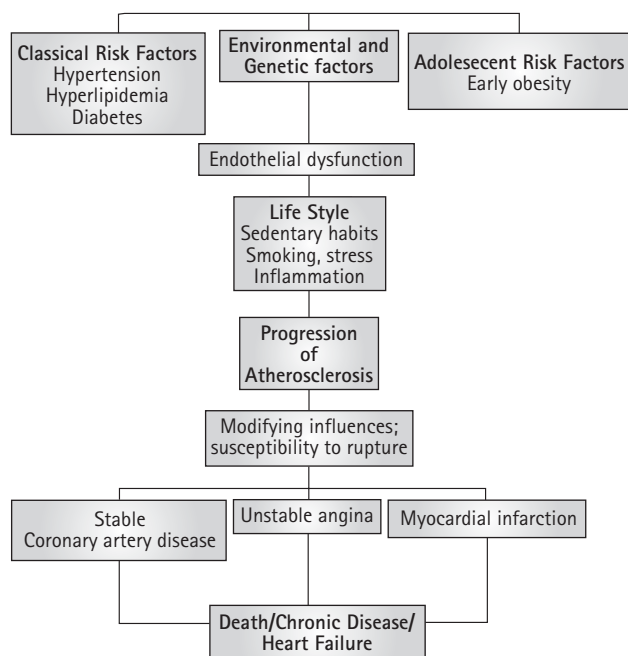 Classical Risk Factors
Hypertension
Hyperlipidemia
Diabetes
Environmental and
Genetic factors
Adolesecent Risk Factors
Early obesity
Endothelial dysfunction
Life Style
Sedentary habits
Smoking, stress
Inflammation
Progression
of
Atherosclerosis
Modifying influences;
susceptibility to rupture
Stable
Coronary artery disease
Unstable angina
Myocardial infarction
Death/Chronic Disease/
Heart Failure